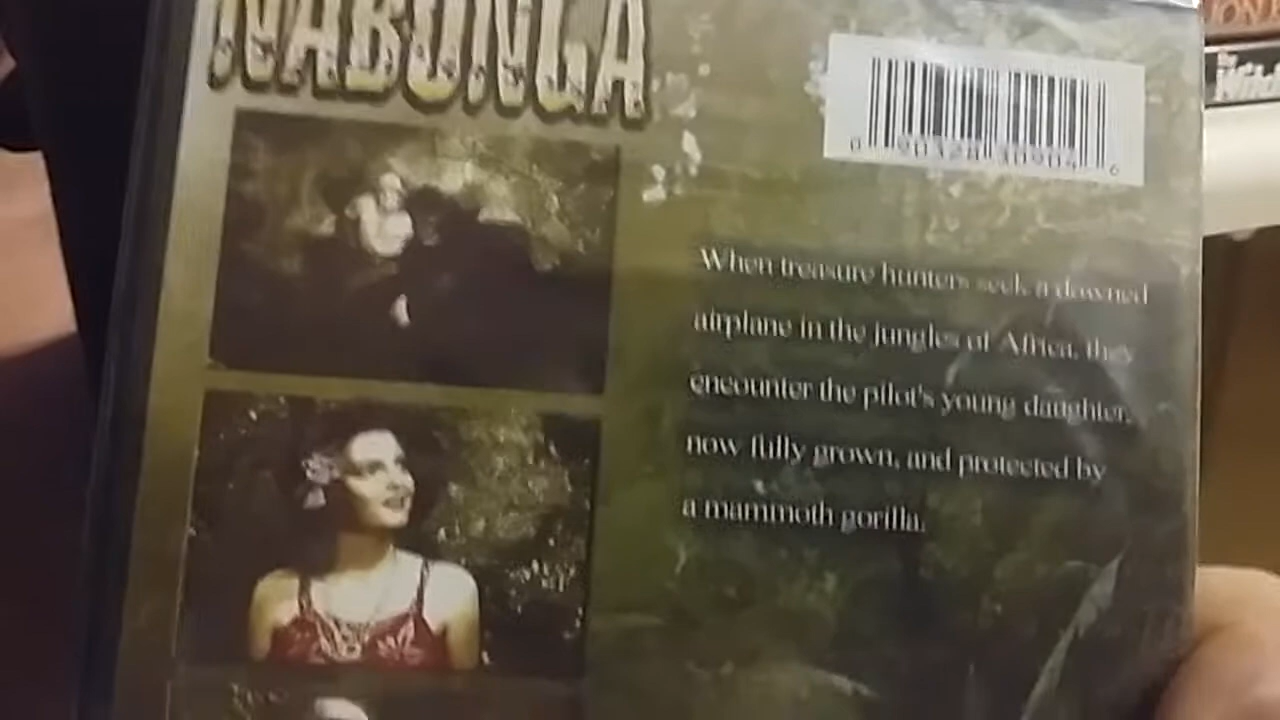 NABONGA
When treasure hunters seek a downed
airplane in the jungles of Africa, they
encounter the pilot's young daughter,
now fully grown, and protected by
a mammoth gorilla.